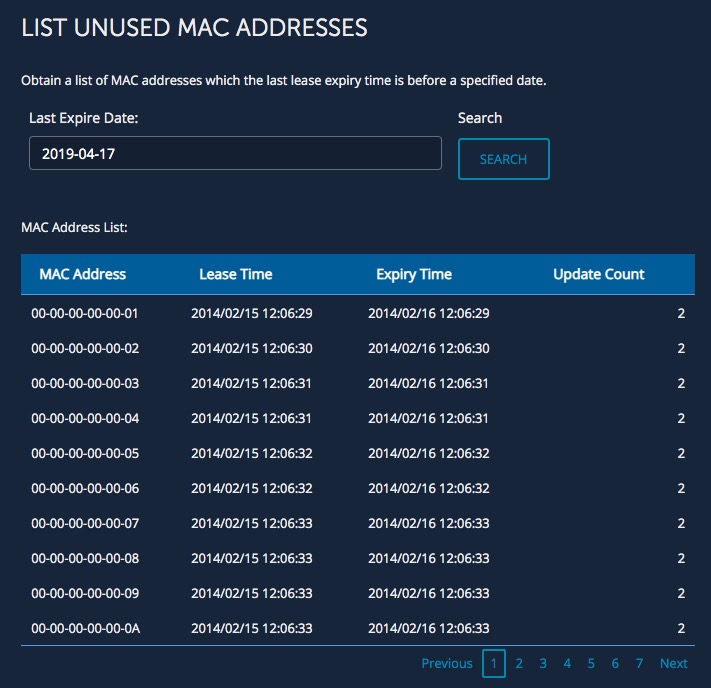 LIST UNUSED MAC ADDRESSES
Obtain a list of MAC addresses which the last lease expiry time is before a specified date.
Last Expire Date: Search
2019-04-17 SEARCH
MAC Address List:
MAC Address Lease Time Expiry Time Update Count
00-00-00-00-00-01 2014/02/15 12:06:29 2014/02/16 12:06:29 2
00-00-00-00-00-02 2014/02/15 12:06:30 2014/02/16 12:06:30 2
00-00-00-00-00-03 2014/02/15 12:06:31 2014/02/16 12:06:31 2
00-00-00-00-00-04 2014/02/15 12:06:31 2014/02/16 12:06:31 2
00-00-00-00-00-05 2014/02/15 12:06:32 2014/02/16 12:06:32 2
00-00-00-00-00-06 2014/02/15 12:06:32 2014/02/16 12:06:32 2
00-00-00-00-00-07 2014/02/15 12:06:33 2014/02/16 12:06:33 2
00-00-00-00-00-08 2014/02/15 12:06:33 2014/02/16 12:06:33 2
00-00-00-00-00-09 2014/02/15 12:06:33 2014/02/16 12:06:33 2
00-00-00-00-00-0A 2014/02/15 12:06:33 2014/02/16 12:06:33 2
Previous 1 2 3 4 5 6 7 Next